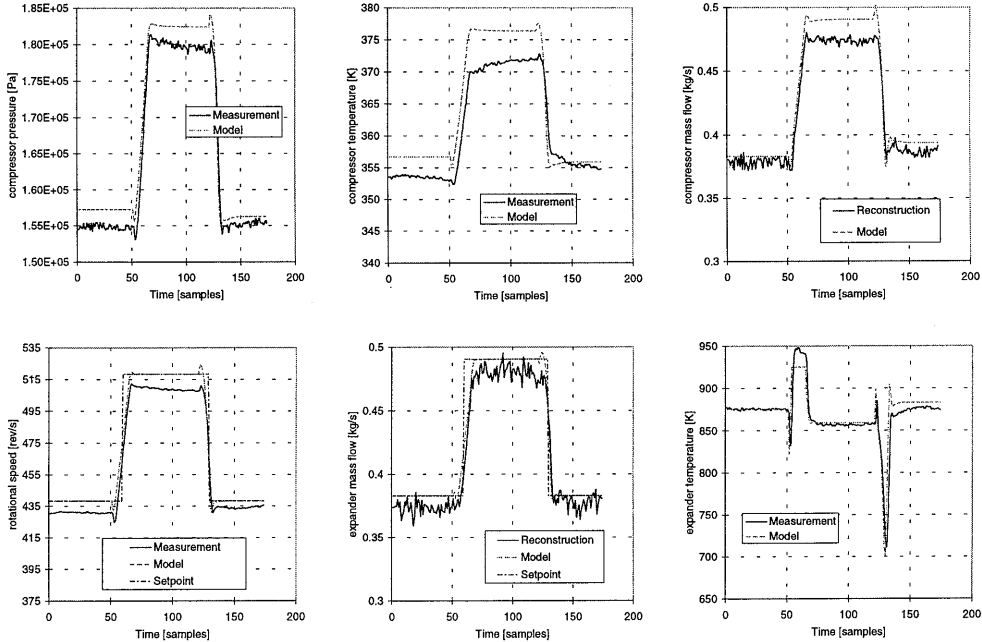 1.85E+05
1.80E+05
1.75E+05
1.70E+05
1.65E+05
1.60E+05
1.55E+05
1.50E+05
compressor pressure [Pa]
Measurement
Model
0 50 100 150 200
Time [samples]
380
375
370
365
360
355
350
345
340
compressor temperature [K]
Measurement
Model
0 50 100 150 200
Time [samples]
0.5
0.45
0.4
0.35
0.3
compressor mass flow [kg/s]
Reconstruction
Model
0 50 100 150 200
Time [samples]
535
515
495
475
455
435
415
395
375
rotational speed [rev/s]
Measurement
Model
Setpoint
0 50 100 150 200
Time [samples]
0.5
0.45
0.4
0.35
0.3
expander mass flow [kg/s]
Reconstruction
Model
Setpoint
0 50 100 150 200
Time [samples]
950
900
850
800
750
700
650
expander temperature [K]
Measurement
Model
0 50 100 150 200
Time [samples]